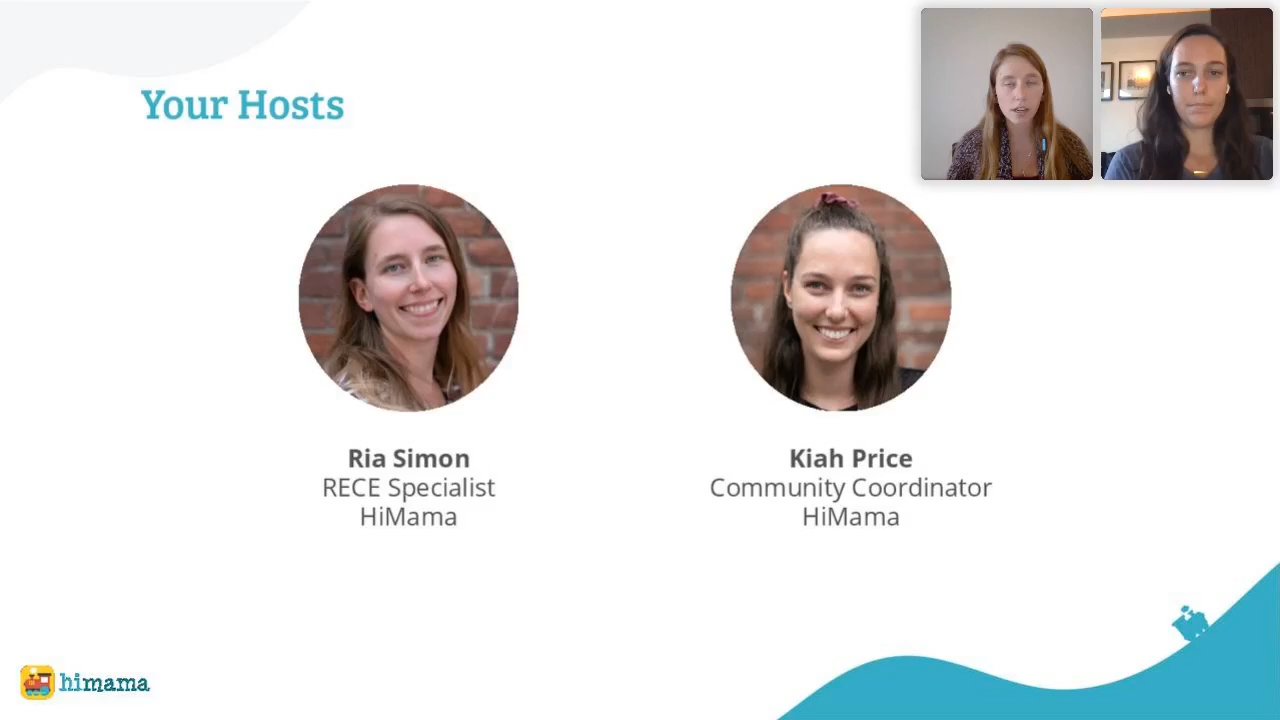 Your Hosts
Ria Simon
RECE Specialist
HiMama
Kiah Price
Community Coordinator
HiMama
himama